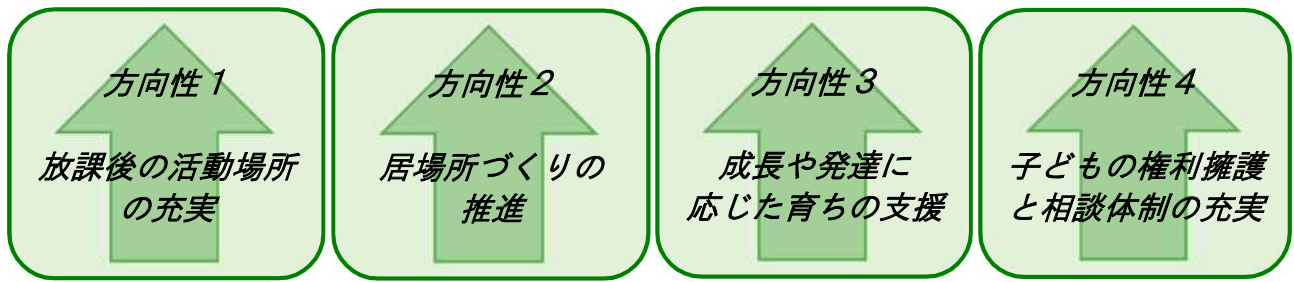 方向性１
放課後の活動場所
の充実
方向性２
居場所づくりの
推進
方向性３
成長や発達に
応じた育ちの支援
方向性４
子どもの権利擁護
と相談体制の充実